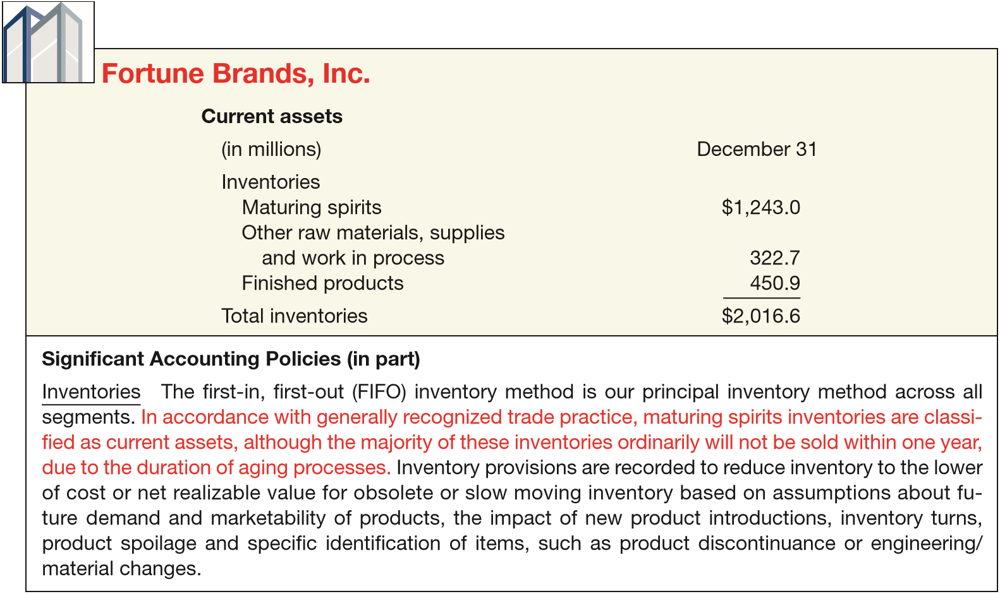 Fortune Brands, Inc.
Current assets
(in millions) December 31
Inventories
Maturing spirits $1,243.0
Other raw materials, supplies
and work in process 322.7
Finished products 450.9
Total inventories $2,016.6
Significant Accounting Policies (in part)
Inventories The first-in, first-out (FIFO) inventory method is our principal inventory method across all
segments. In accordance with generally recognized trade practice, maturing spirits inventories are classi-
fied as current assets, although the majority of these inventories ordinarily will not be sold within one year,
due to the duration of aging processes. Inventory provisions are recorded to reduce inventory to the lower
of cost or net realizable value for obsolete or slow moving inventory based on assumptions about fu-
ture demand and marketability of products, the impact of new product introductions, inventory turns,
product spoilage and specific identification of items, such as product discontinuance or engineering/
material changes.